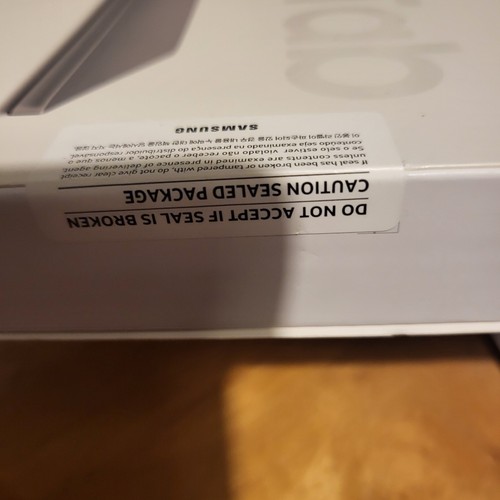 Tab
DO NOT ACCEPT IF SEAL IS BROKEN
CAUTION SEALED PACKAGE
If seal has been broken or tampered with, do not give clear receipt
unless contents are examined in presence of delivering agent.
Se o selo estiver violado não receber o pacote, a menos que o
conteúdo seja examinado na presença do distribuidor responsável.
SAMSUNG